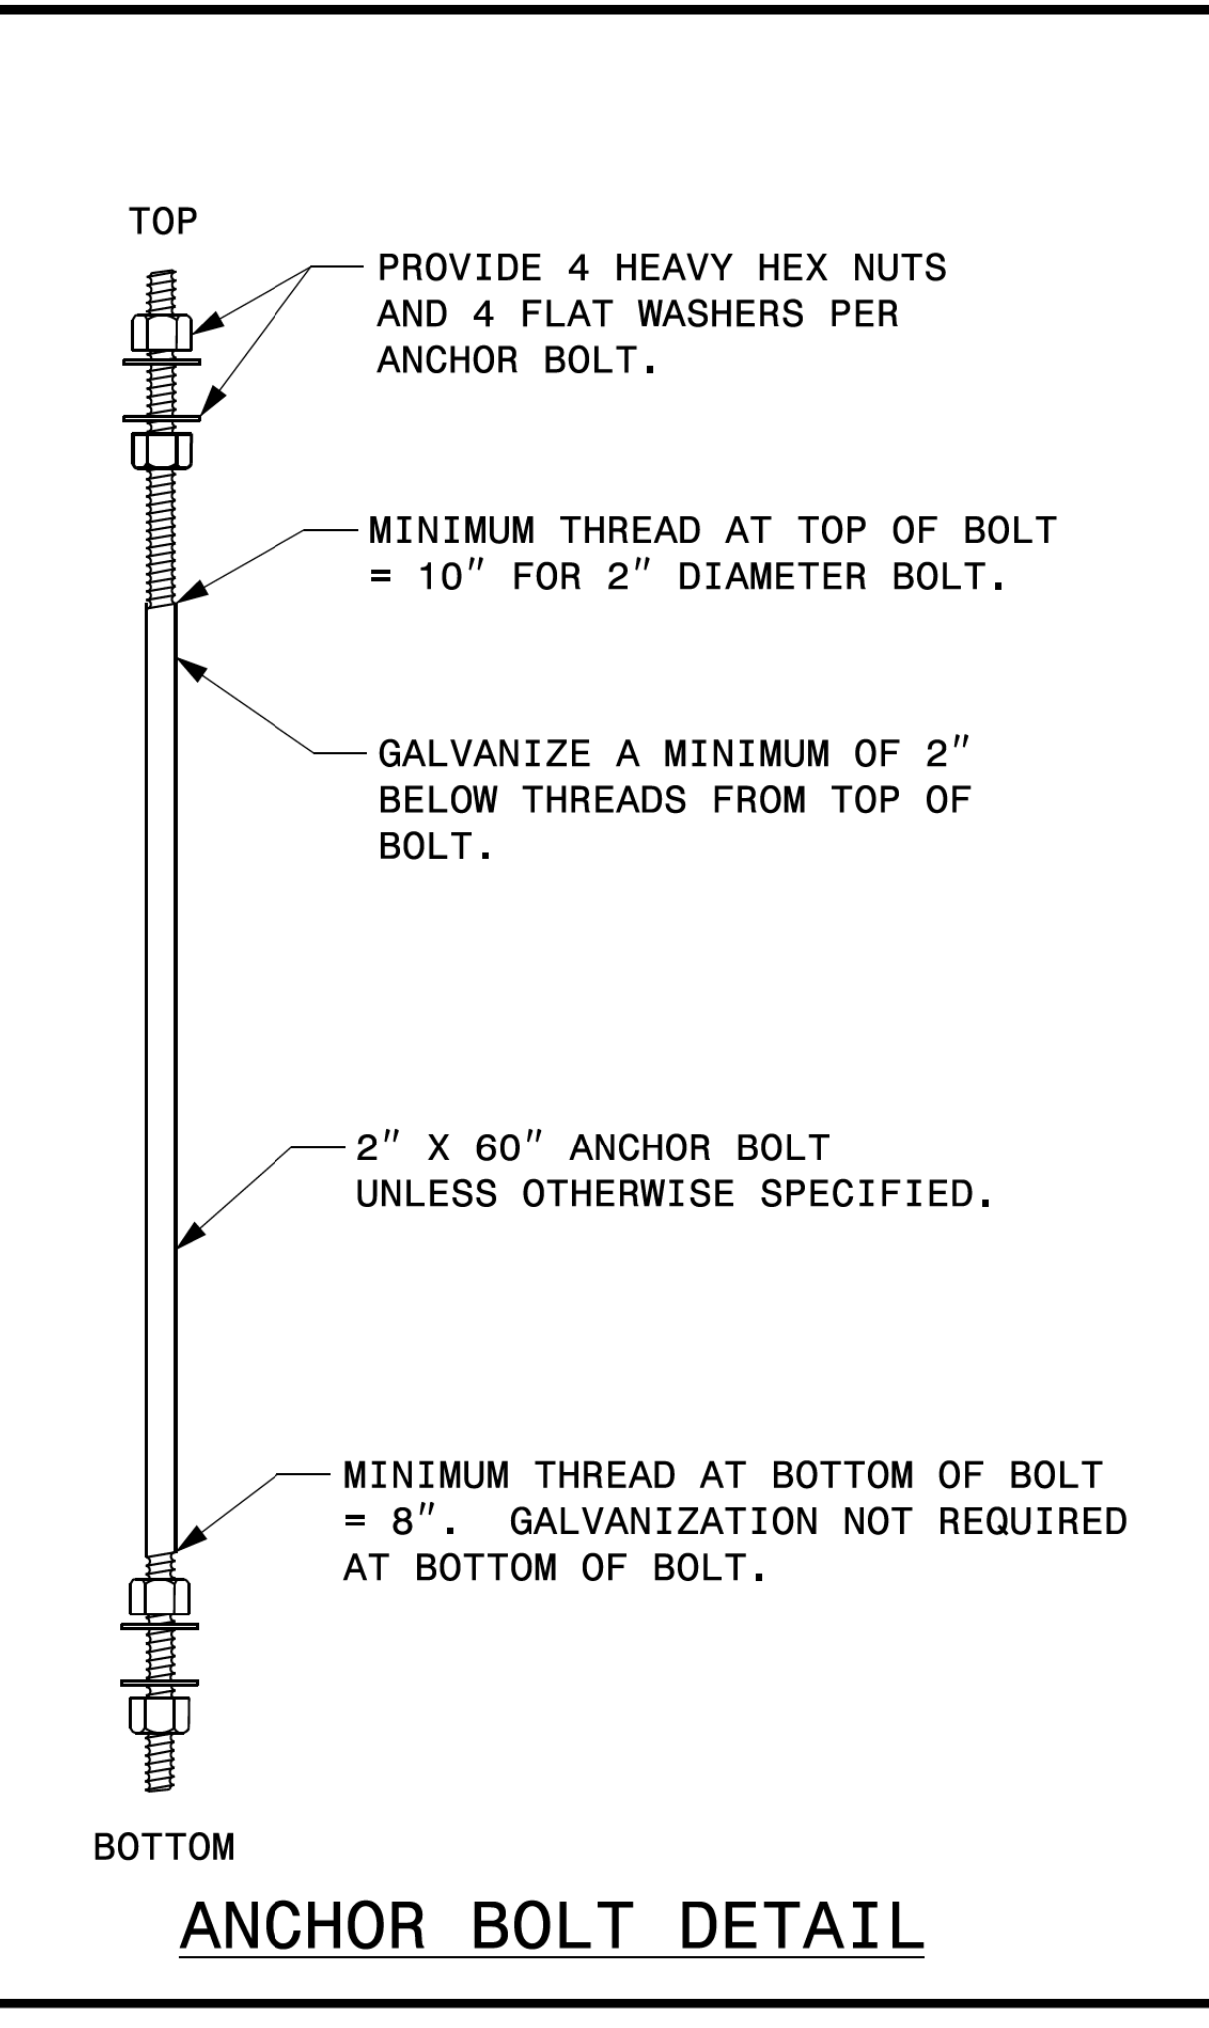 TOP
PROVIDE 4 HEAVY HEX NUTS
AND 4 FLAT WASHERS PER
ANCHOR BOLT.
MINIMUM THREAD AT TOP OF BOLT
= 10" FOR 2" DIAMETER BOLT.
GALVANIZE A MINIMUM OF 2"
BELOW THREADS FROM TOP OF
BOLT.
2" X 60" ANCHOR BOLT
UNLESS OTHERWISE SPECIFIED.
MINIMUM THREAD AT BOTTOM OF BOLT
= 8". GALVANIZATION NOT REQUIRED
AT BOTTOM OF BOLT.
BOTTOM
ANCHOR BOLT DETAIL